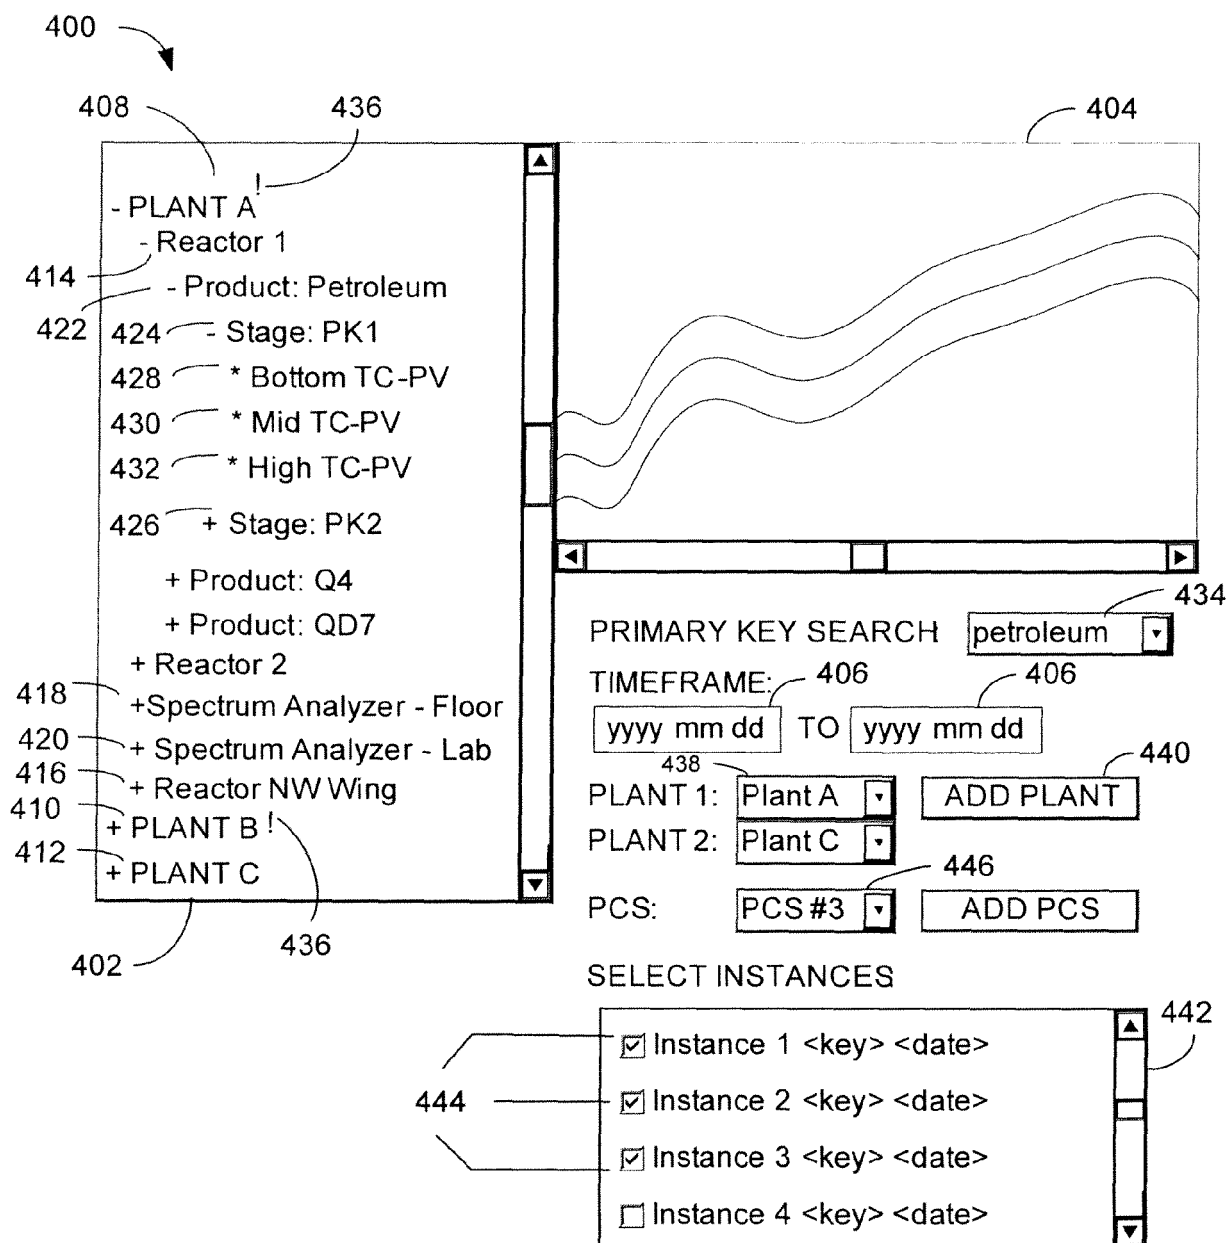 400
408
436
404
!
- PLANT A
- Reactor 1
414
- Product: Petroleum
422
424
- Stage: PK1
428
* Bottom TC-PV
430
* Mid TC-PV
432
* High TC-PV
426
+ Stage: PK2
+ Product: Q4
+ Product: QD7
+ Reactor 2
418
+Spectrum Analyzer - Floor
420
+ Spectrum Analyzer - Lab
416
+ Reactor NW Wing
410
+ PLANT B !
412
+ PLANT C
402
436
434
PRIMARY KEY SEARCH petroleum
TIMEFRAME:
406
406
yyyy mm dd TO yyyy mm dd
438
440
PLANT 1: Plant A ADD PLANT
PLANT 2: Plant C
446
PCS: PCS #3 ADD PCS
SELECT INSTANCES
442
Instance 1 <key> <date>
444
Instance 2 <key> <date>
Instance 3 <key> <date>
Instance 4 <key> <date>